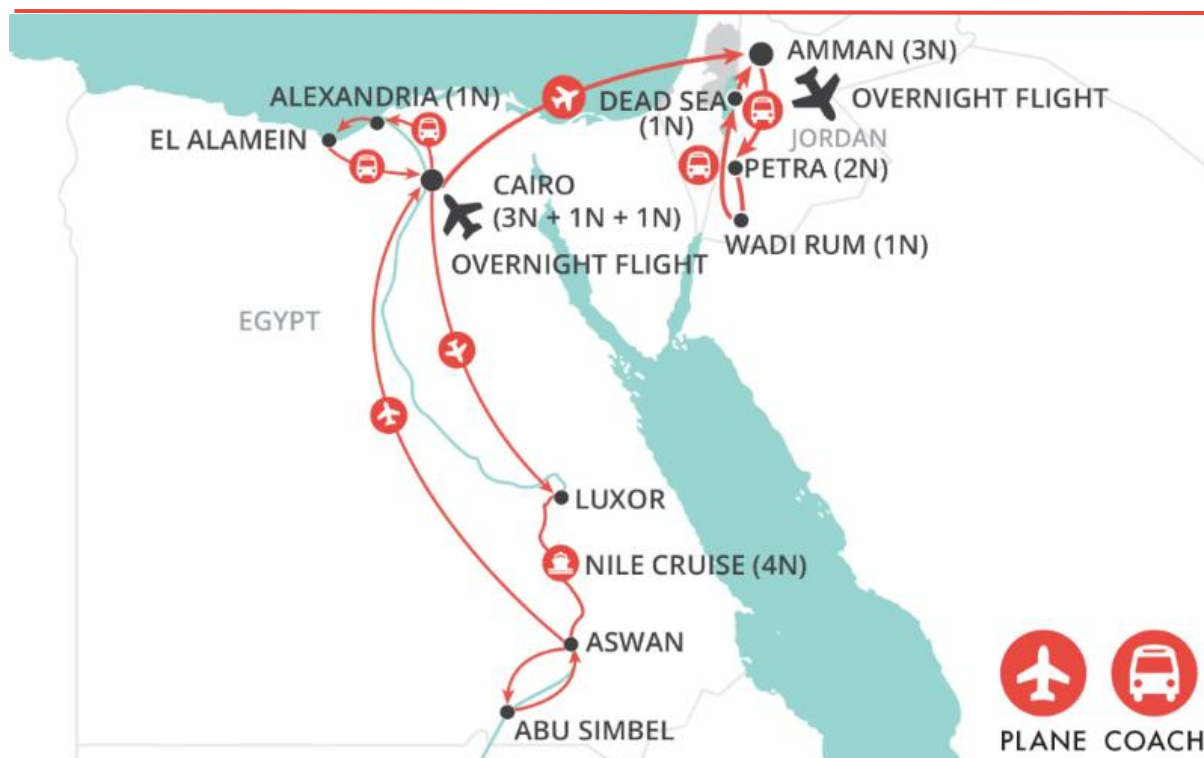 AMMAN (3N)
ALEXANDRIA (1N)
DEAD SEA
(1N)
OVERNIGHT FLIGHT
EL ALAMEIN
JORDAN
PETRA (2N)
CAIRO
(3N + 1N + 1N)
WADI RUM (1N)
OVERNIGHT FLIGHT
EGYPT
LUXOR
NILE CRUISE (4N)
ASWAN
ABU SIMBEL
PLANE COACH